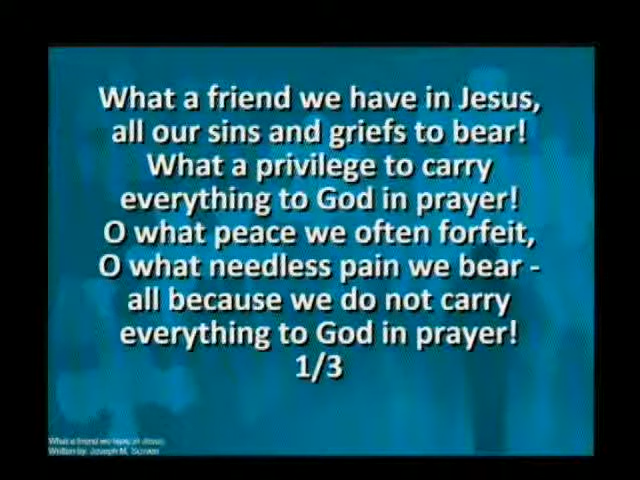 What a friend we have in Jesus,
all our sins and griefs to bear!
What a privilege to carry
everything to God in prayer!
O what peace we often forfeit,
O what needless pain we bear -
all because we do not carry
everything to God in prayer!
1/3
What a friend we have in Jesus
Written by: Joseph M. Scriven